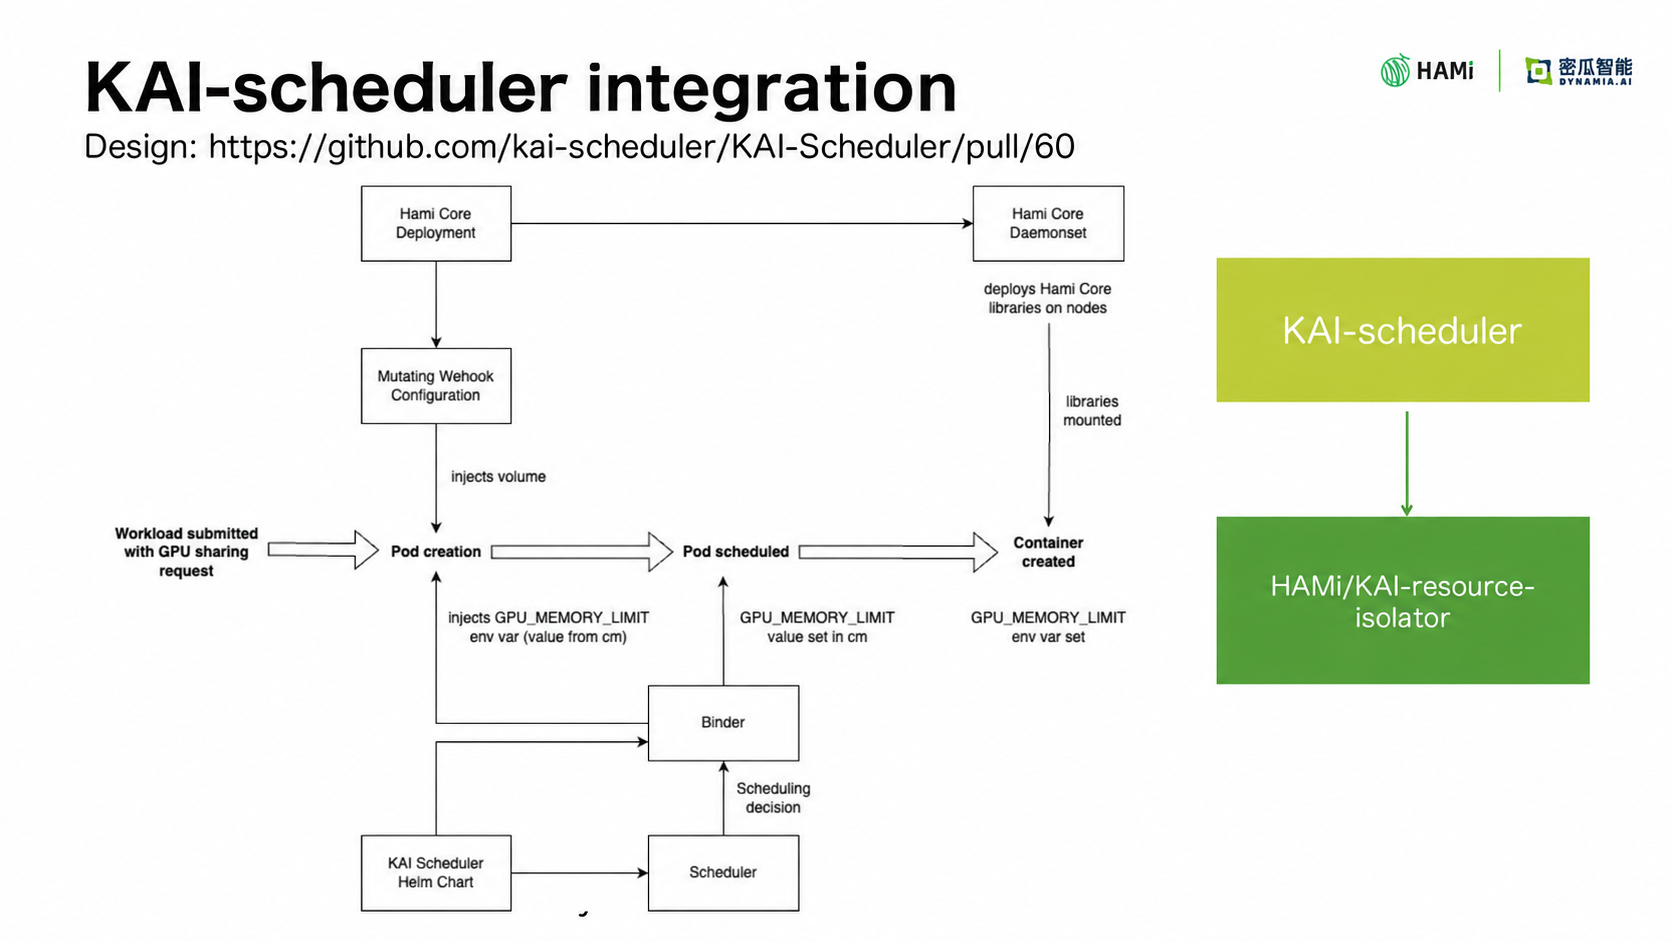 KAI-scheduler integration
HAMi
密瓜智能
DYNAMIA.AI
Design: https://github.com/kai-scheduler/KAI-Scheduler/pull/60
Hami Core
Deployment
Hami Core
Daemonset
deploys Hami Core
libraries on nodes
KAI-scheduler
Mutating Wehook
Configuration
libraries
mounted
injects volume
Workload submitted
with GPU sharing
request
Pod creation
Pod scheduled
Container
created
HAMi/KAI-resource-
isolator
injects GPU_MEMORY_LIMIT
env var (value from cm)
GPU_MEMORY_LIMIT
value set in cm
GPU_MEMORY_LIMIT
env var set
Binder
Scheduling
decision
KAI Scheduler
Helm Chart
Scheduler